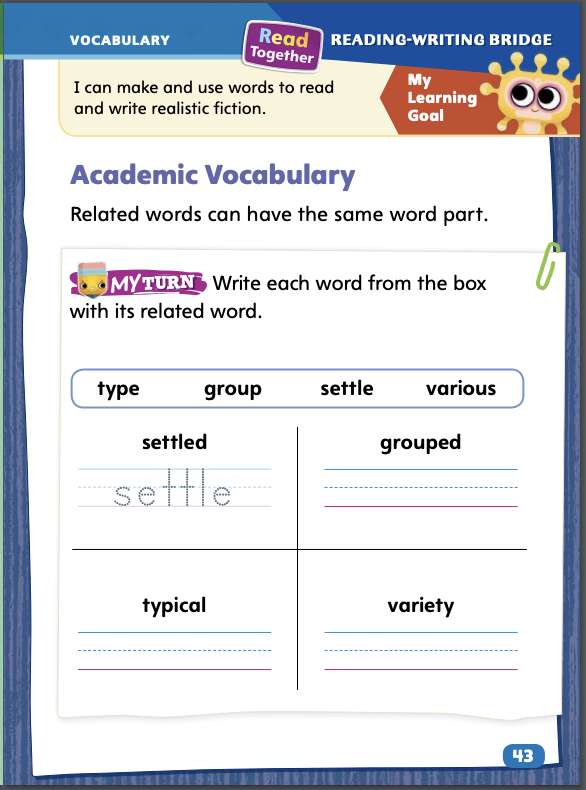 VOCABULARY
Read
Together
READING-WRITING BRIDGE
I can make and use words to read
and write realistic fiction.
My
Learning
Goal
Academic Vocabulary
Related words can have the same word part.
MY TURN Write each word from the box
with its related word.
type group settle various
settled grouped
settle
typical variety
43